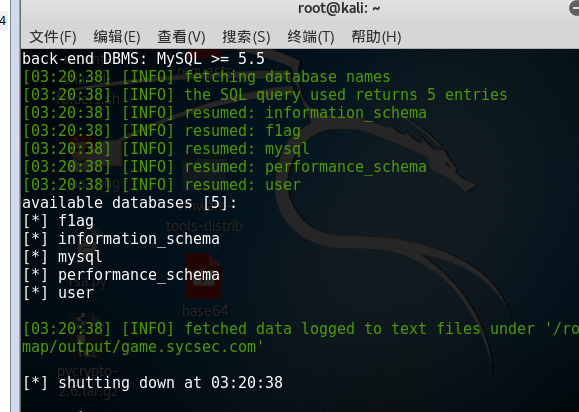 4
root@kali: ~
文件(F) 编辑(E) 查看(V) 搜索(S) 终端(T) 帮助(H)
back-end DBMS: MySQL >= 5.5
[03:20:38] [INFO] fetching database names
[03:20:38] [INFO] the SQL query used returns 5 entries
[03:20:38] [INFO] resumed: information_schema
[03:20:38] [INFO] resumed: f1ag
[03:20:38] [INFO] resumed: mysql
[03:20:38] [INFO] resumed: performance_schema
[03:20:38] [INFO] resumed: user
available databases [5]:
[*] f1ag
[*] information_schema
tools-distrib
[*] mysql
[*] performance_schema
[*] user
base64
[03:20:38] [INFO] fetched data logged to text files under '/ro
map/output/game.sycsec.com'
pycrypto-
2.6.tar.gz
[*] shutting down at 03:20:38